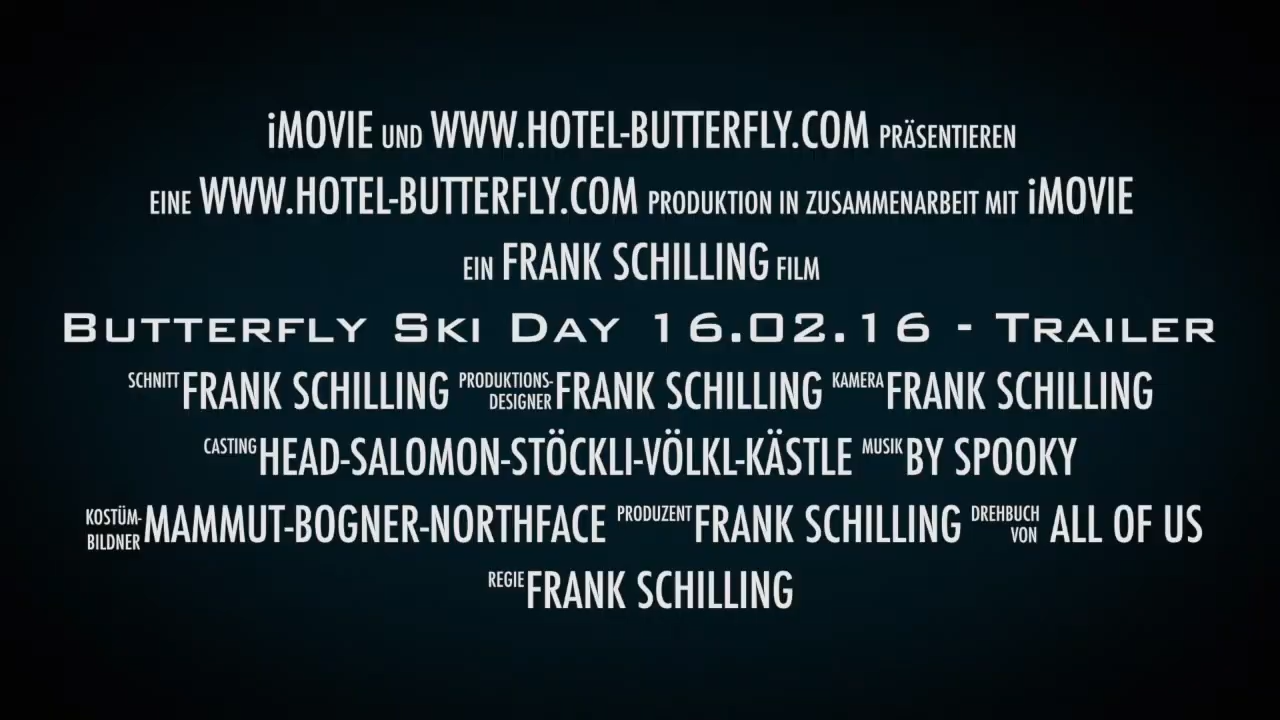 iMOVIE UND WWW.HOTEL-BUTTERFLY.COM PRÄSENTIEREN
EINE WWW.HOTEL-BUTTERFLY.COM PRODUKTION IN ZUSAMMENARBEIT MIT iMOVIE
EIN FRANK SCHILLING FILM
BUTTERFLY SKI DAY 16.02.16 - TRAILER
SCHNITT FRANK SCHILLING PRODUKTIONS-DESIGNER FRANK SCHILLING KAMERA FRANK SCHILLING
CASTING HEAD-SALOMON-STÖCKLI-VÖLKL-KÄSTLE MUSIK BY SPOOKY
KOSTÜM-BILDNER MAMMUT-BOGNER-NORTHFACE PRODUZENT FRANK SCHILLING DREHBUCH VON ALL OF US
REGIE FRANK SCHILLING